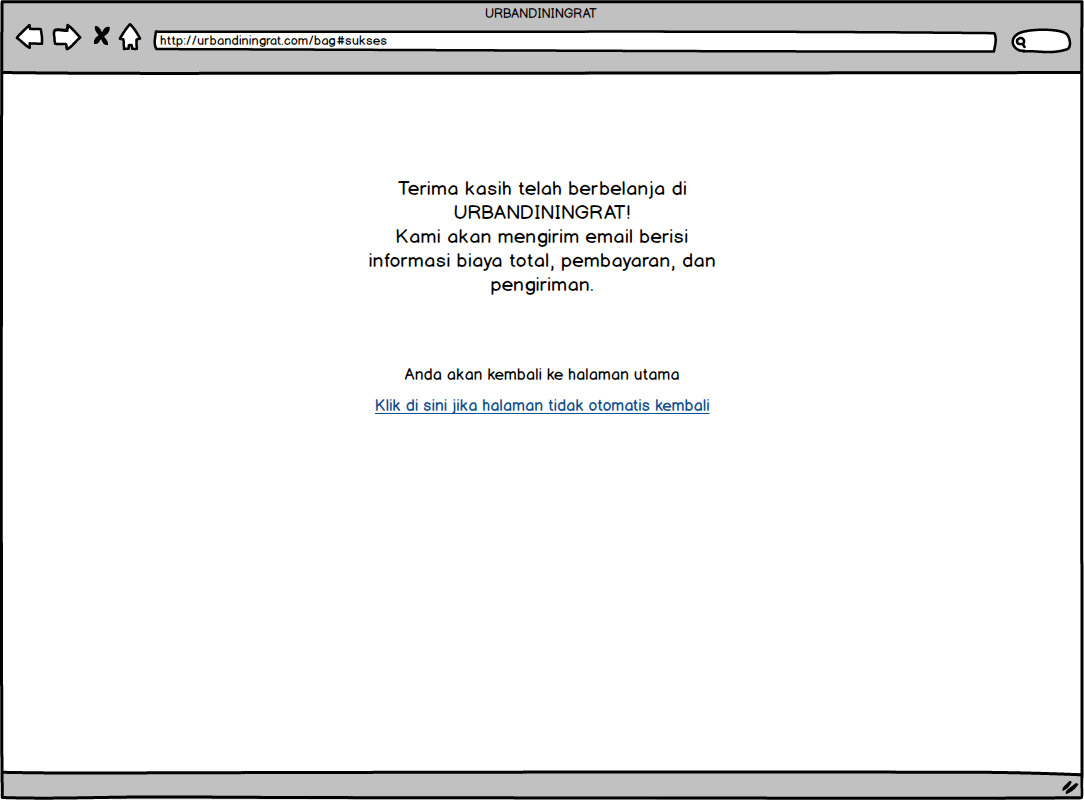 URBANDININGRAT
http://urbandiningrat.com/bag#sukses
Terima kasih telah berbelanja di
URBANDININGRAT!
Kami akan mengirim email berisi
informasi biaya total, pembayaran, dan
pengiriman.
Anda akan kembali ke halaman utama
Klik di sini jika halaman tidak otomatis kembali